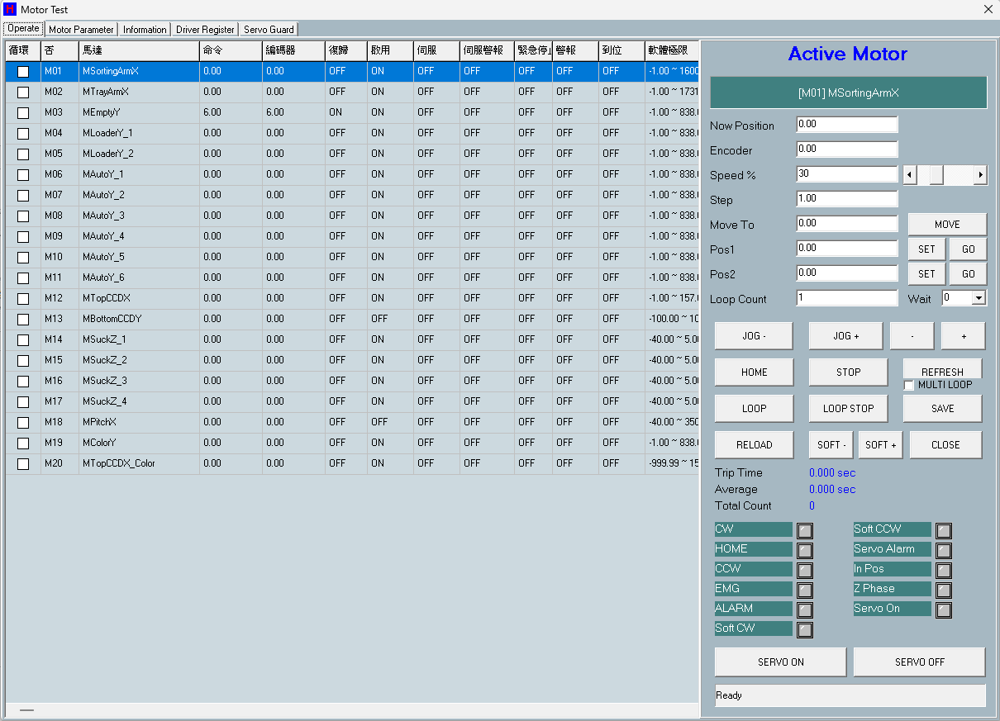 Motor Test
Operate Motor Parameter Information Driver Register Servo Guard
循環 否 馬達 命令 編碼器 復歸 啟用 伺服 伺服警報 緊急停止 警報 到位 軟體極限
M01 MSortingArmX 0.00 0.00 OFF ON OFF OFF OFF OFF OFF -1.00 ~ 1600
M02 MTrayArmX 0.00 0.00 OFF ON OFF OFF OFF OFF OFF -1.00 ~ 1731
M03 MEmptyY 6.00 6.00 ON ON OFF OFF OFF OFF OFF -1.00 ~ 838.0
M04 MLoaderY_1 0.00 0.00 OFF ON OFF OFF OFF OFF OFF -1.00 ~ 838.0
M05 MLoaderY_2 0.00 0.00 OFF ON OFF OFF OFF OFF OFF -1.00 ~ 838.0
M06 MAutoY_1 0.00 0.00 OFF ON OFF OFF OFF OFF OFF -1.00 ~ 838.0
M07 MAutoY_2 0.00 0.00 OFF ON OFF OFF OFF OFF OFF -1.00 ~ 838.0
M08 MAutoY_3 0.00 0.00 OFF ON OFF OFF OFF OFF OFF -1.00 ~ 838.0
M09 MAutoY_4 0.00 0.00 OFF ON OFF OFF OFF OFF OFF -1.00 ~ 838.0
M10 MAutoY_5 0.00 0.00 OFF ON OFF OFF OFF OFF OFF -1.00 ~ 838.0
M11 MAutoY_6 0.00 0.00 OFF ON OFF OFF OFF OFF OFF -1.00 ~ 838.0
M12 MTopCCDX 0.00 0.00 OFF ON OFF OFF OFF OFF OFF -1.00 ~ 157.0
M13 MBottomCCDY 0.00 0.00 OFF OFF OFF OFF OFF OFF OFF -100.00 ~ 10
M14 MSuckZ_1 0.00 0.00 OFF ON OFF OFF OFF OFF OFF -40.00 ~ 5.00
M15 MSuckZ_2 0.00 0.00 OFF ON OFF OFF OFF OFF OFF -40.00 ~ 5.00
M16 MSuckZ_3 0.00 0.00 OFF ON OFF OFF OFF OFF OFF -40.00 ~ 5.00
M17 MSuckZ_4 0.00 0.00 OFF ON OFF OFF OFF OFF OFF -40.00 ~ 5.00
M18 MPitchX 0.00 0.00 OFF OFF OFF OFF OFF OFF OFF -40.00 ~ 350
M19 MColorY 0.00 0.00 OFF ON OFF OFF OFF OFF OFF -1.00 ~ 838.0
M20 MTopCCDX_Color 0.00 0.00 OFF OFF OFF OFF OFF OFF OFF -999.99 ~ 15
Active Motor
[M01] MSortingArmX
Now Position 0.00
Encoder 0.00
Speed % 30
Step 1.00
Move To 0.00 MOVE
Pos1 0.00 SET GO
Pos2 0.00 SET GO
Loop Count 1 Wait 0
JOG - JOG + - +
HOME STOP REFRESH
MULTI LOOP
LOOP LOOP STOP SAVE
RELOAD SOFT - SOFT + CLOSE
Trip Time 0.000 sec
Average 0.000 sec
Total Count 0
CW Soft CCW
HOME Servo Alarm
CCW In Pos
EMG Z Phase
ALARM Servo On
Soft CW
SERVO ON SERVO OFF
Ready